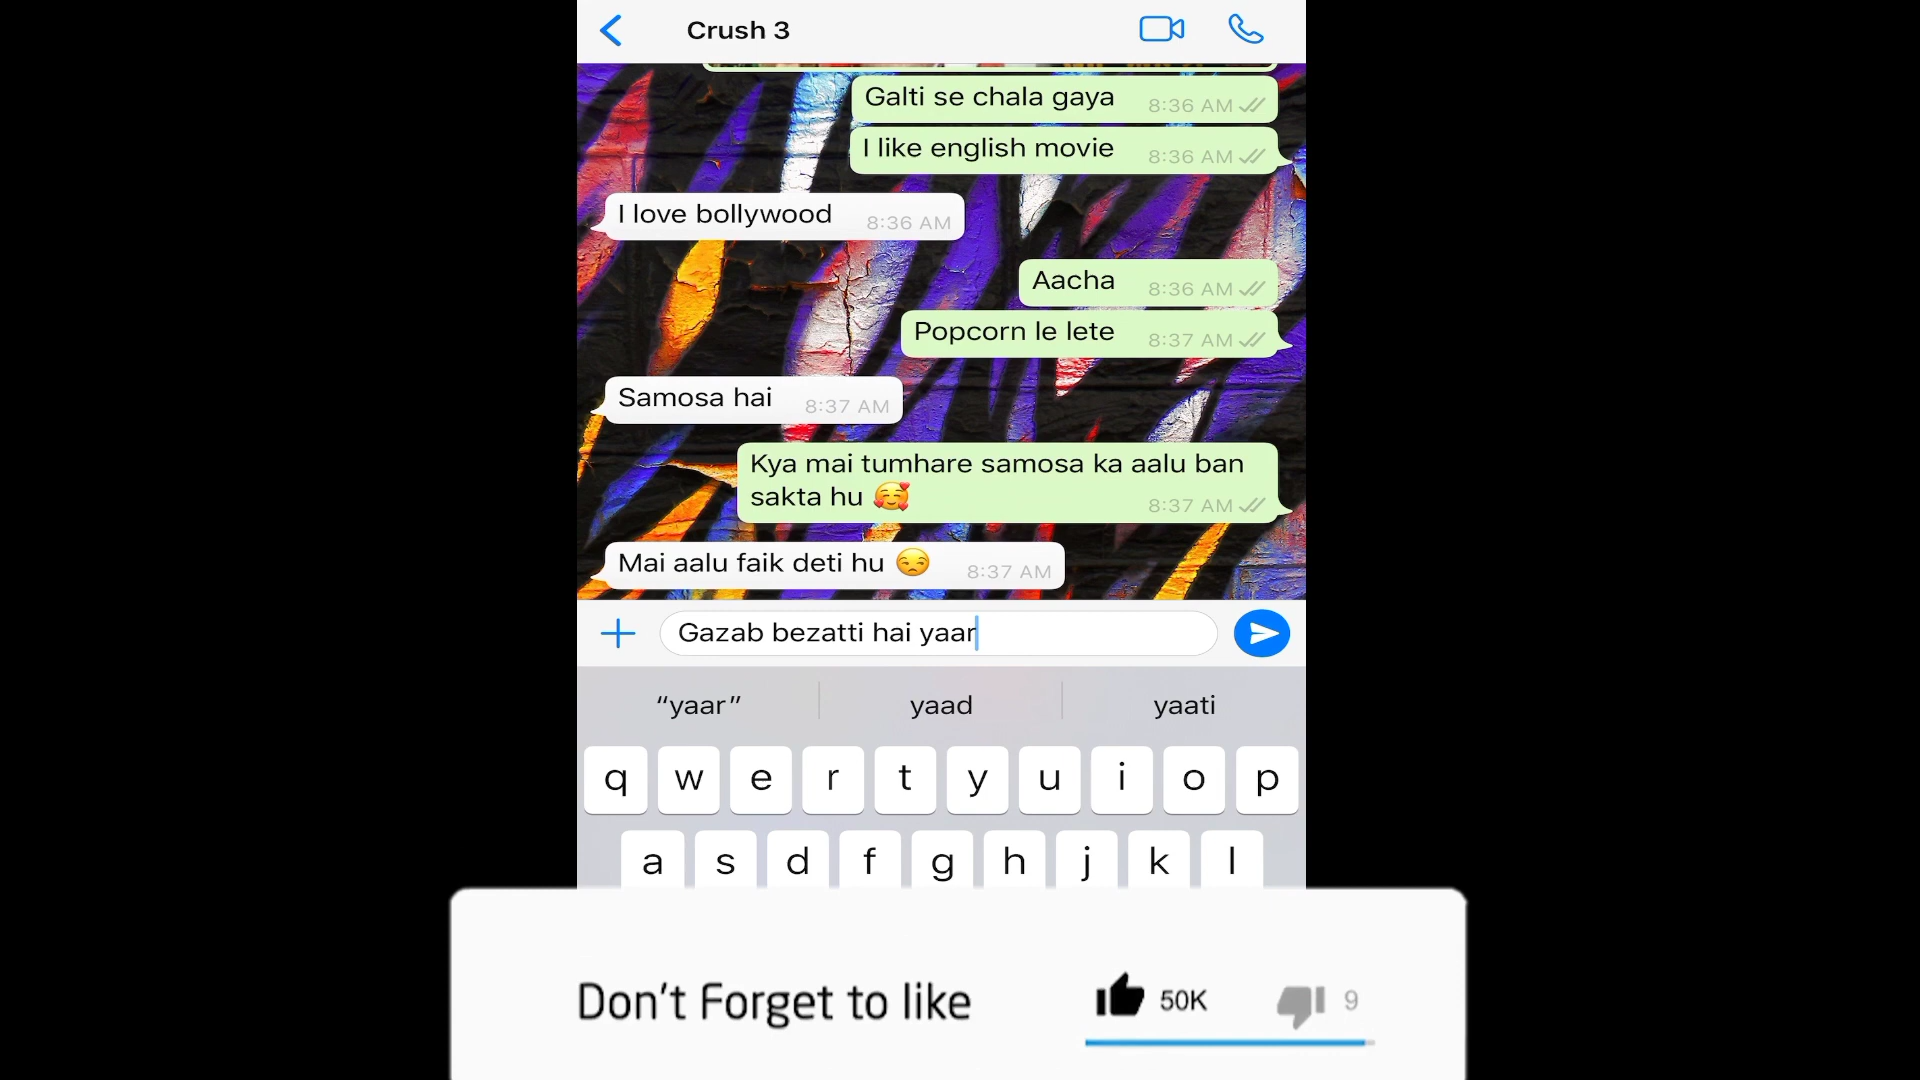 Crush 3
Galti se chala gaya 8:36 AM
I like english movie 8:36 AM
I love bollywood 8:36 AM
Aacha 8:36 AM
Popcorn le lete 8:37 AM
Samosa hai 8:37 AM
Kya mai tumhare samosa ka aalu ban
sakta hu 🥰 8:37 AM
Mai aalu faik deti hu 😒 8:37 AM
Gazab bezatti hai yaar
“yaar” yaad yaati
q w e r t y u i o p
a s d f g h j k l
Don't Forget to like 50K 9